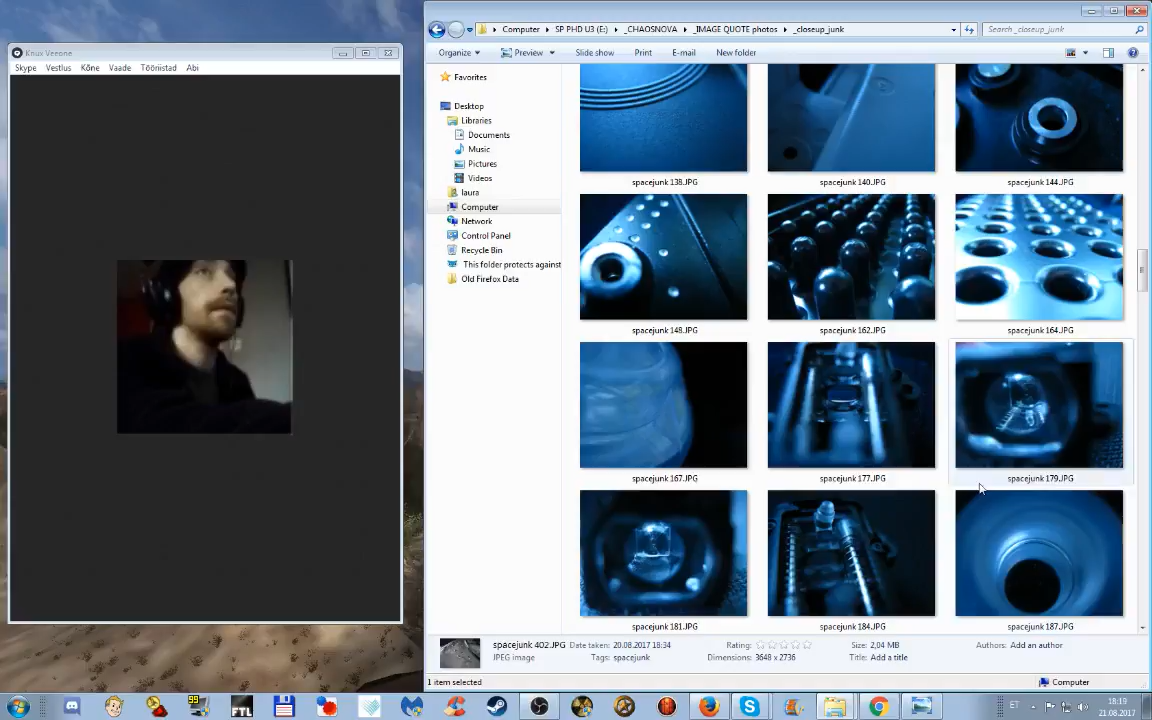 Knux Veeone
Skype Vestlus Kõne Vaade Tööriistad Abi
Computer SP PHD U3 (E:) _CHAOSNOVA _IMAGE QUOTE photos _closeup_junk
Search _closeup_junk
Organize Preview Slide show Print E-mail New folder
Favorites
Desktop
Libraries
Documents
Music
Pictures
Videos
laura
Computer
Network
Control Panel
Recycle Bin
This folder protects against
Old Firefox Data
spacejunk 138.JPG spacejunk 140.JPG spacejunk 144.JPG
spacejunk 148.JPG spacejunk 162.JPG spacejunk 164.JPG
spacejunk 167.JPG spacejunk 177.JPG spacejunk 179.JPG
spacejunk 181.JPG spacejunk 184.JPG spacejunk 187.JPG
spacejunk 402.JPG Date taken: 20.08.2017 18:34 Rating: Size: 2,04 MB Authors: Add an author
JPEG image Tags: spacejunk Dimensions: 3648 x 2736 Title: Add a title
1 item selected
Computer
99
FTL
ET
18:19
21.08.2017